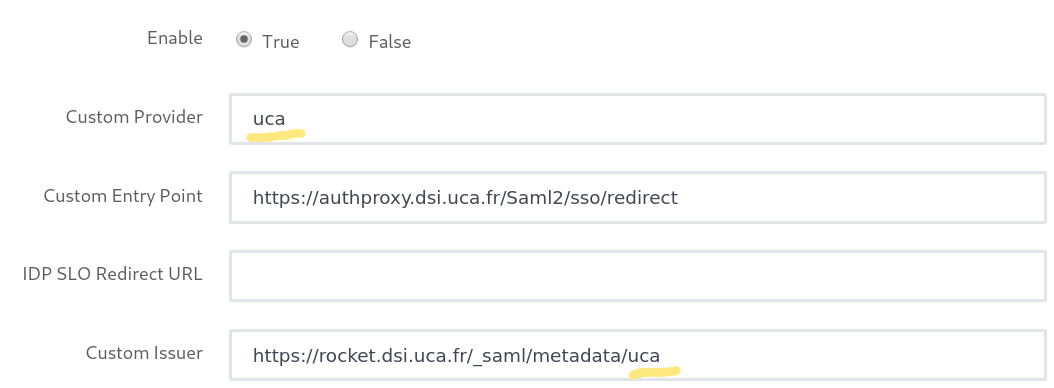 Enable True False
Custom Provider uca
Custom Entry Point https://authproxy.dsi.uca.fr/Saml2/sso/redirect
IDP SLO Redirect URL
Custom Issuer https://rocket.dsi.uca.fr/_saml/metadata/uca